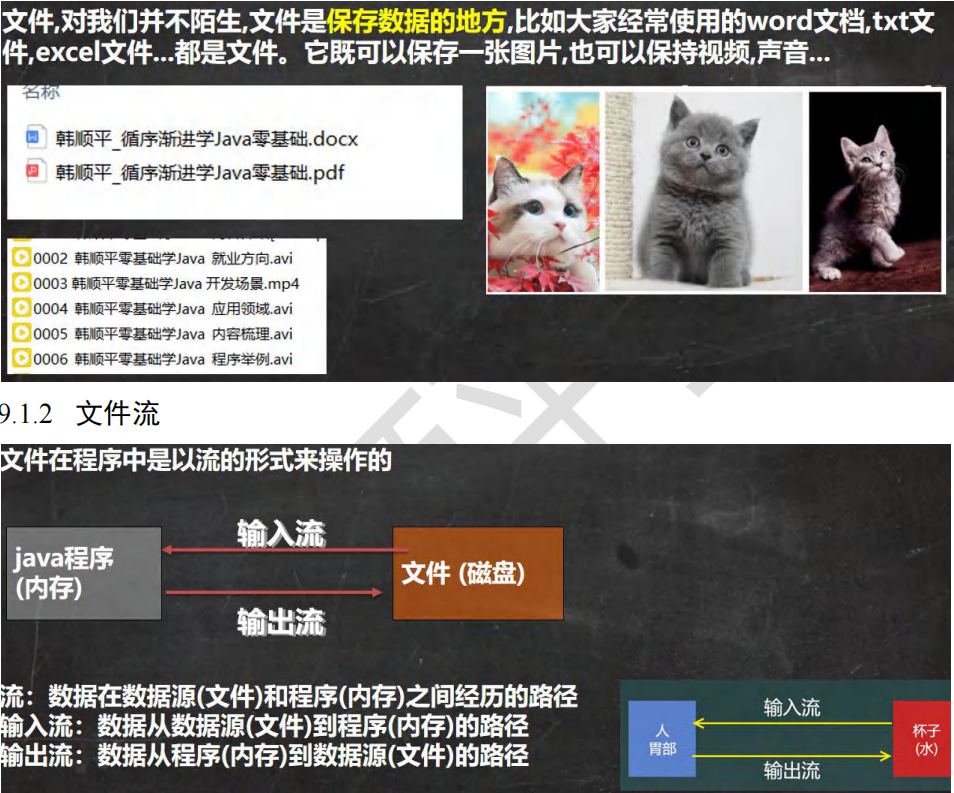 文件,对我们并不陌生,文件是保存数据的地方,比如大家经常使用的word文档,txt文
件,excel文件...都是文件。它既可以保存一张图片,也可以保持视频,声音...
名称
韩顺平_循序渐进学Java零基础.docx
韩顺平_循序渐进学Java零基础.pdf
0002 韩顺平零基础学Java 就业方向.avi
0003 韩顺平零基础学Java 开发场景.mp4
0004 韩顺平零基础学Java 应用领域.avi
0005 韩顺平零基础学Java 内容梳理.avi
0006 韩顺平零基础学Java 程序举例.avi
9.1.2 文件流
文件在程序中是以流的形式来操作的
输入流
java程序
(内存)
文件 (磁盘)
输出流
流：数据在数据源(文件)和程序(内存)之间经历的路径
输入流：数据从数据源(文件)到程序(内存)的路径
输出流：数据从程序(内存)到数据源(文件)的路径
输入流
人
胃部
杯子
(水)
输出流